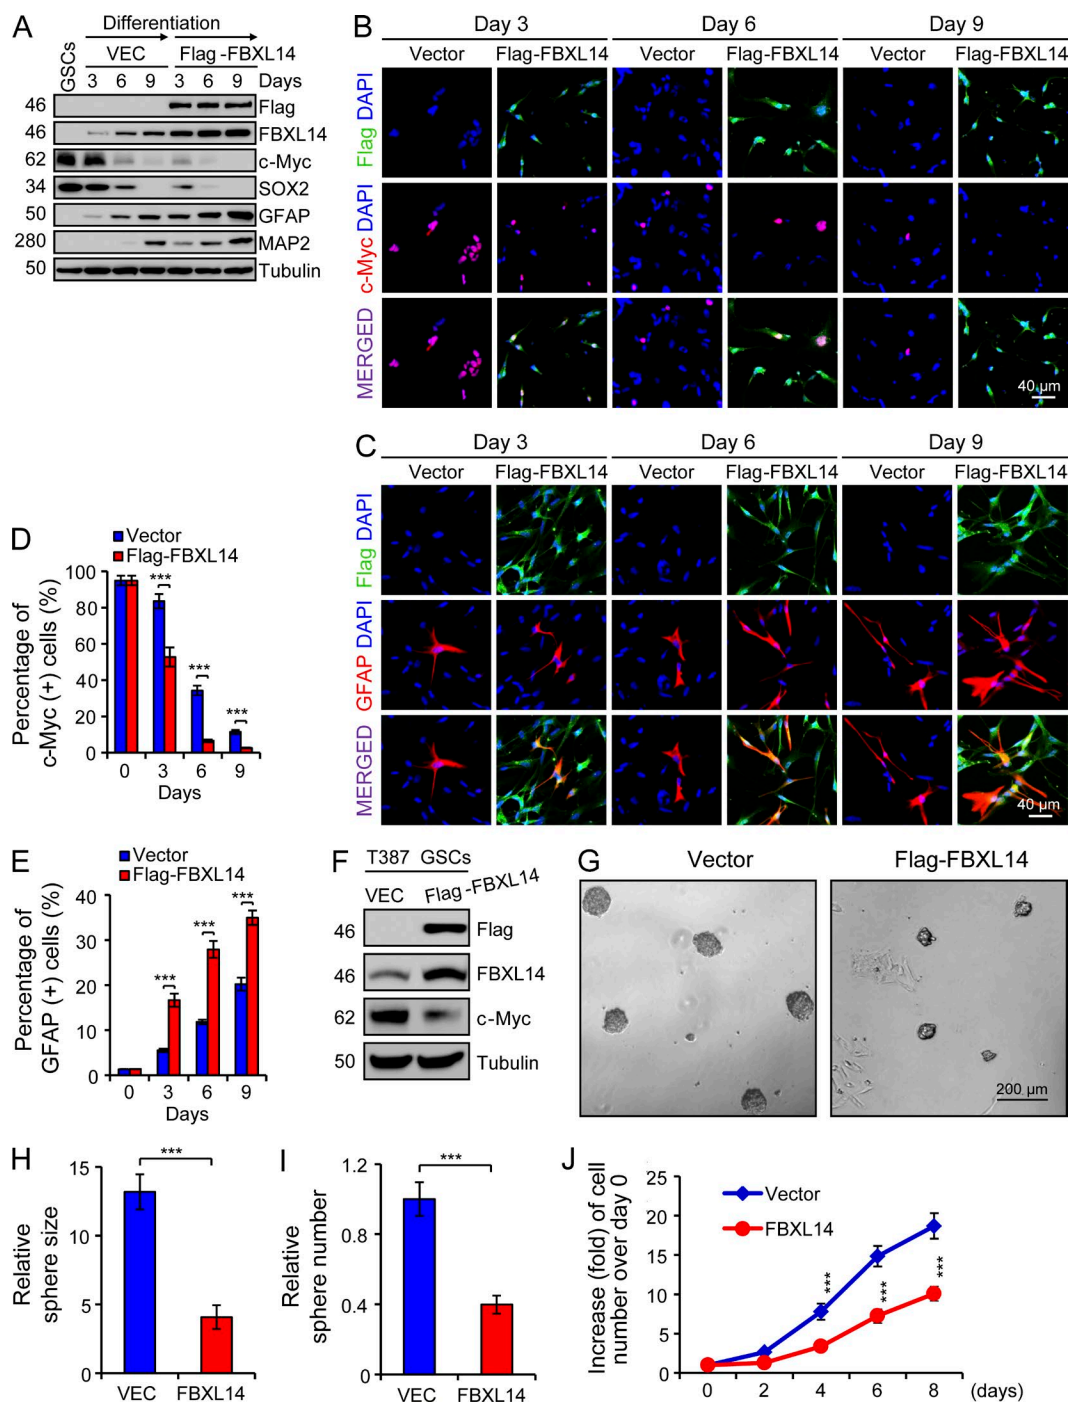 A
Differentiation
GSCs
VEC
Flag-FBXL14
3 6 9 3 6 9 Days
46 Flag
46 FBXL14
62 c-Myc
34 SOX2
50 GFAP
280 MAP2
50 Tubulin
B
Day 3 Day 6 Day 9
Vector Flag-FBXL14 Vector Flag-FBXL14 Vector Flag-FBXL14
Flag DAPI
c-Myc DAPI
MERGED
40 µm
C
Day 3 Day 6 Day 9
Vector Flag-FBXL14 Vector Flag-FBXL14 Vector Flag-FBXL14
Flag DAPI
GFAP DAPI
MERGED
40 µm
D
Vector
Flag-FBXL14
Percentage of
c-Myc (+) cells (%)
100
80
60
40
20
0
*** *** ***
0 3 6 9
Days
E
Vector
Flag-FBXL14
Percentage of
GFAP (+) cells (%)
40
30
20
10
0
*** *** ***
0 3 6 9
Days
F
T387 GSCs
VEC Flag-FBXL14
46 Flag
46 FBXL14
62 c-Myc
50 Tubulin
G
Vector Flag-FBXL14
200 µm
H
Relative
sphere size
15
10
5
0
***
VEC FBXL14
I
Relative
sphere number
1.2
0.8
0.4
0
***
VEC FBXL14
J
Increase (fold) of cell
number over day 0
25
20
15
10
5
0
Vector
FBXL14
*** *** ***
0 2 4 6 8 (days)